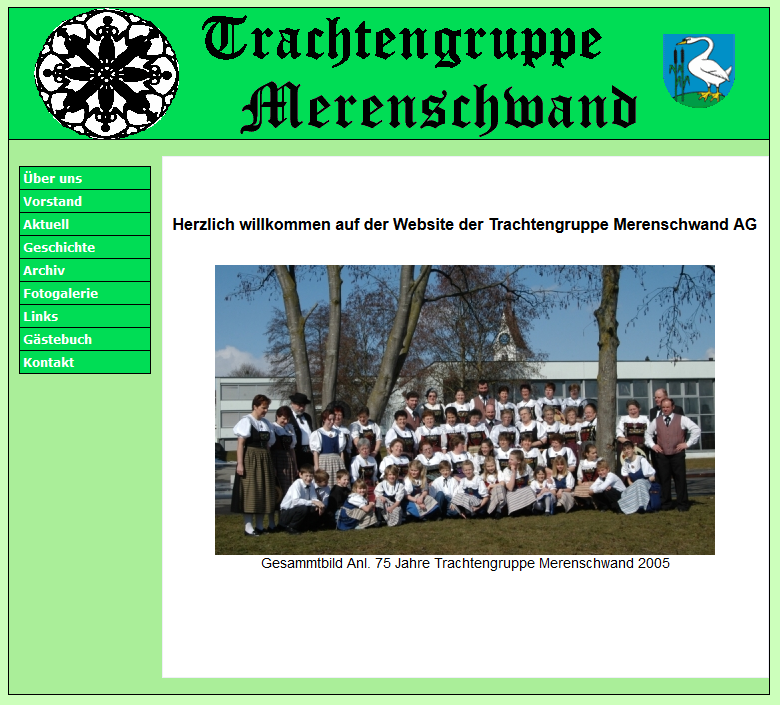 Trachtengruppe
Merenschwand
Über uns
Vorstand
Aktuell
Geschichte
Archiv
Fotogalerie
Links
Gästebuch
Kontakt
Herzlich willkommen auf der Website der Trachtengruppe Merenschwand AG
Gesammtbild Anl. 75 Jahre Trachtengruppe Merenschwand 2005